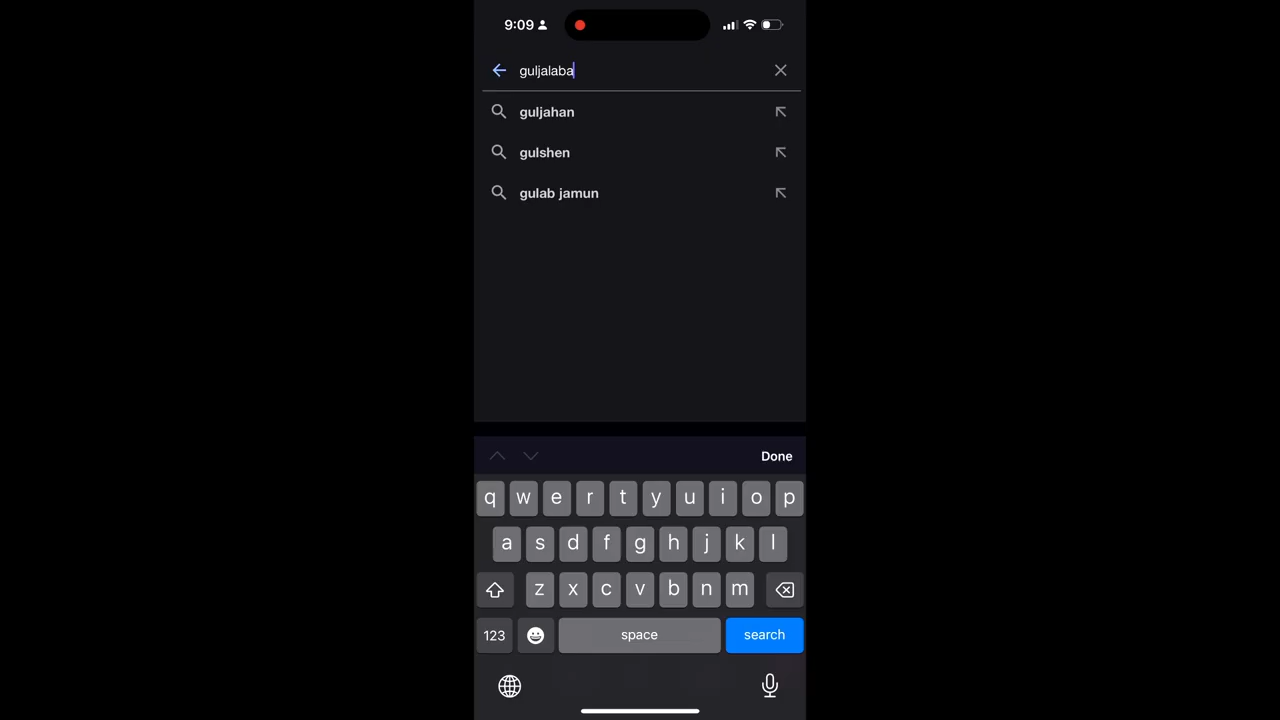 9:09
guljalaba
guljahan
gulshen
gulab jamun
Done
q w e r t y u i o p
a s d f g h j k l
z x c v b n m
123 space search